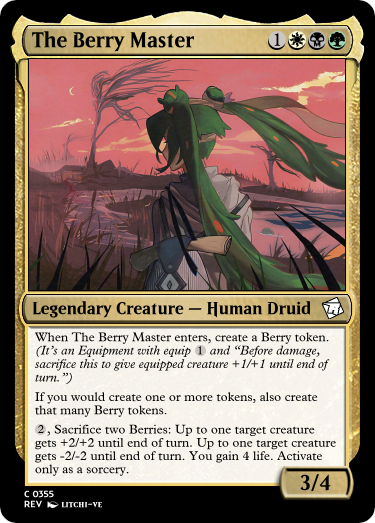 The Berry Master 1
Legendary Creature — Human Druid
When The Berry Master enters, create a Berry token.
(It's an Equipment with equip 1 and “Before damage,
sacrifice this to give equipped creature +1/+1 until end of
turn.”)
If you would create one or more tokens, also create
that many Berry tokens.
2, Sacrifice two Berries: Up to one target creature
gets +2/+2 until end of turn. Up to one target creature
gets -2/-2 until end of turn. You gain 4 life. Activate
only as a sorcery.
3/4
C 0355
REV LITCHI-VE